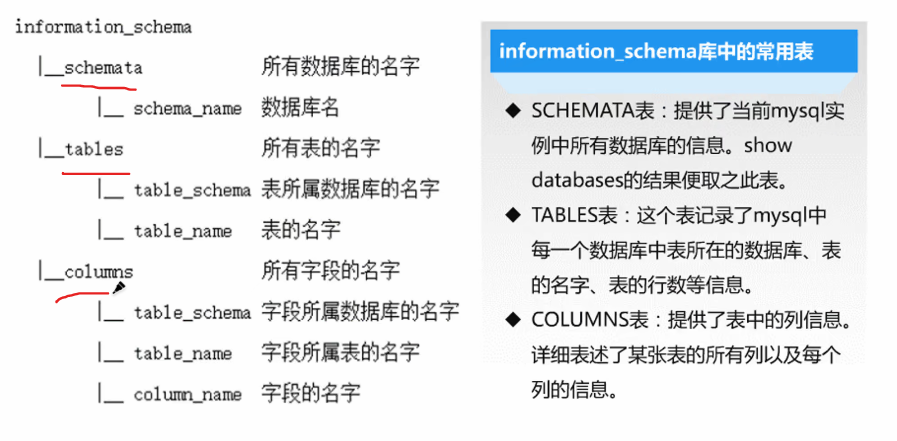 information_schema
|__schemata 所有数据库的名字
|__ schema_name 数据库名
|__tables 所有表的名字
|__ table_schema 表所属数据库的名字
|__ table_name 表的名字
|__columns 所有字段的名字
|__ table_schema 字段所属数据库的名字
|__ table_name 字段所属表的名字
|__ column_name 字段的名字
information_schema库中的常用表
◆ SCHEMATA表：提供了当前mysql实
例中所有数据库的信息。show
databases的结果便取之此表。
◆ TABLES表：这个表记录了mysql中
每一个数据库中表所在的数据库、表
的名字、表的行数等信息。
◆ COLUMNS表：提供了表中的列信息。
详细表述了某张表的所有列以及每个
列的信息。